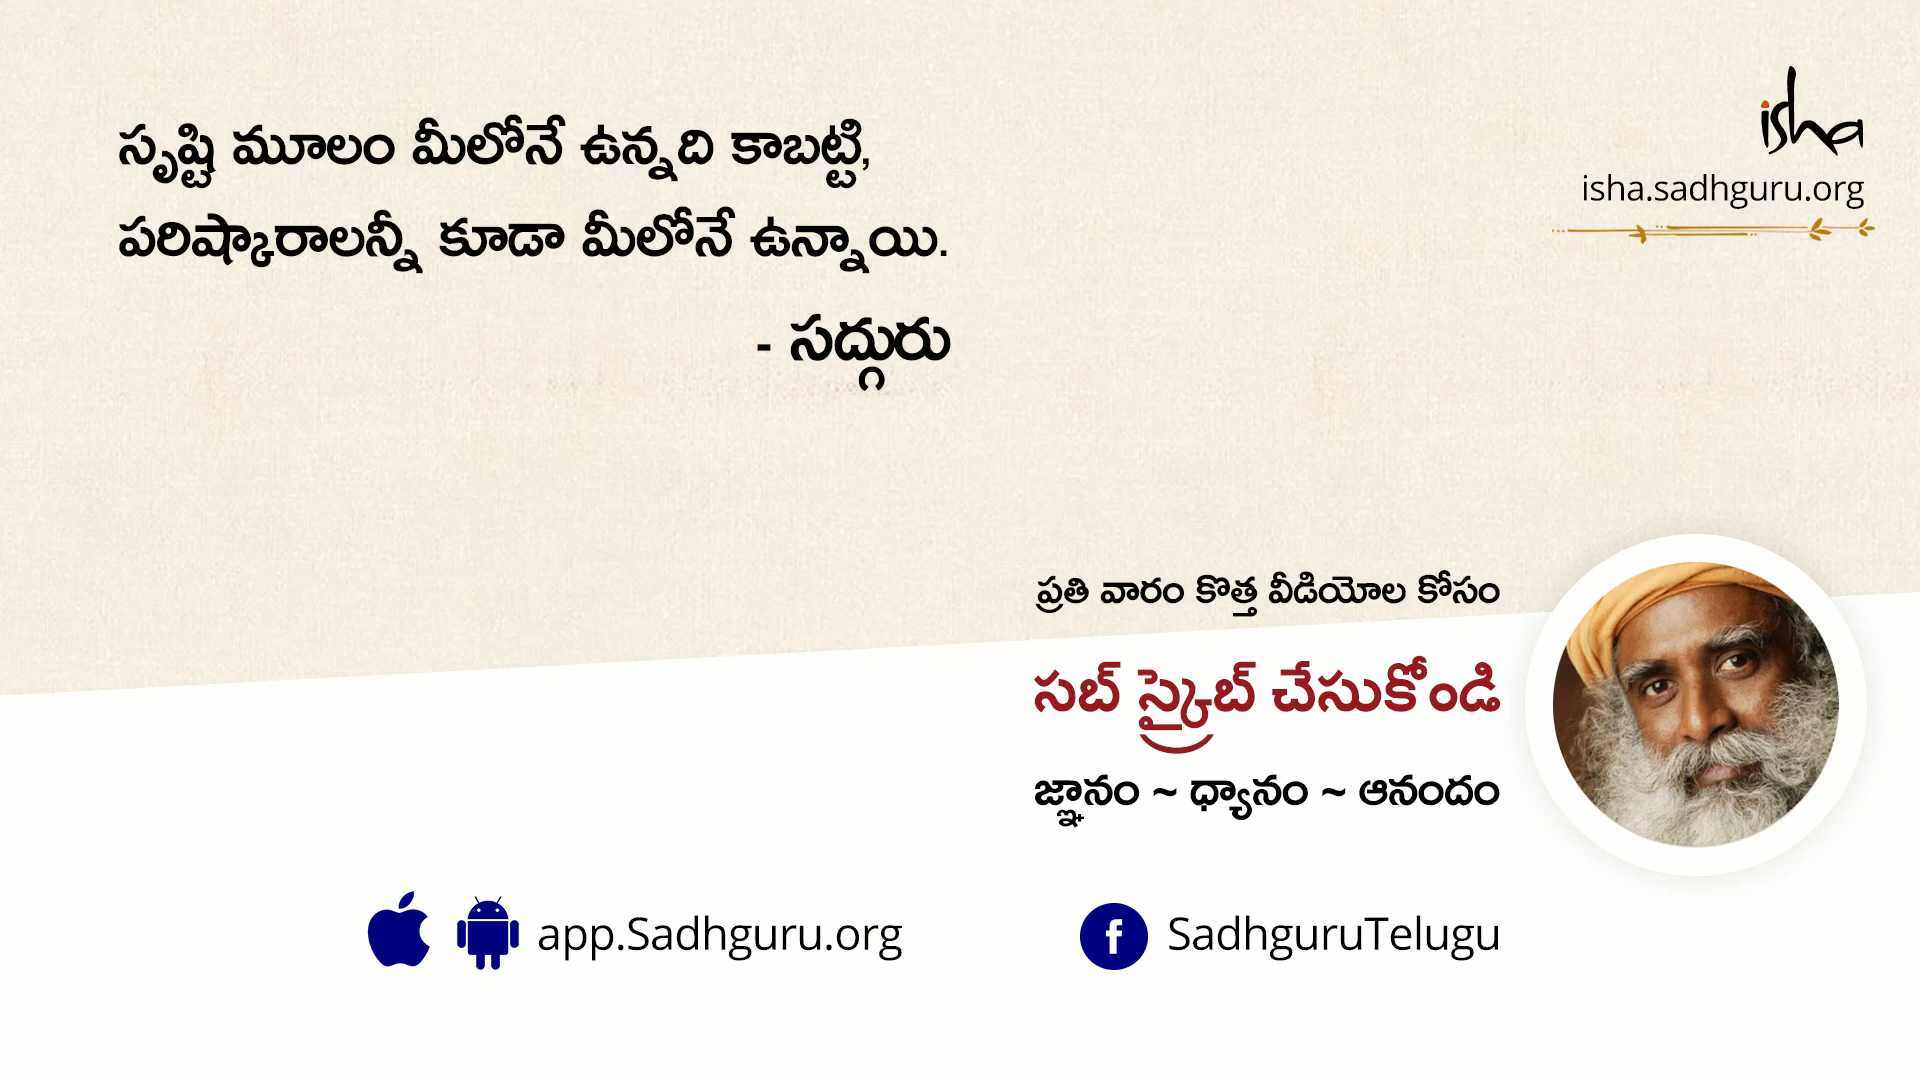 సృష్టి మూలం మీలోనే ఉన్నది కాబట్టి,
పరిష్కారాలన్నీ కూడా మీలోనే ఉన్నాయి.
- సద్గురు
isha
isha.sadhguru.org
ప్రతి వారం కొత్త వీడియోల కోసం
సబ్ స్క్రైబ్ చేసుకోండి
జ్ఞానం ~ ధ్యానం ~ ఆనందం
app.Sadhguru.org
f SadhguruTelugu